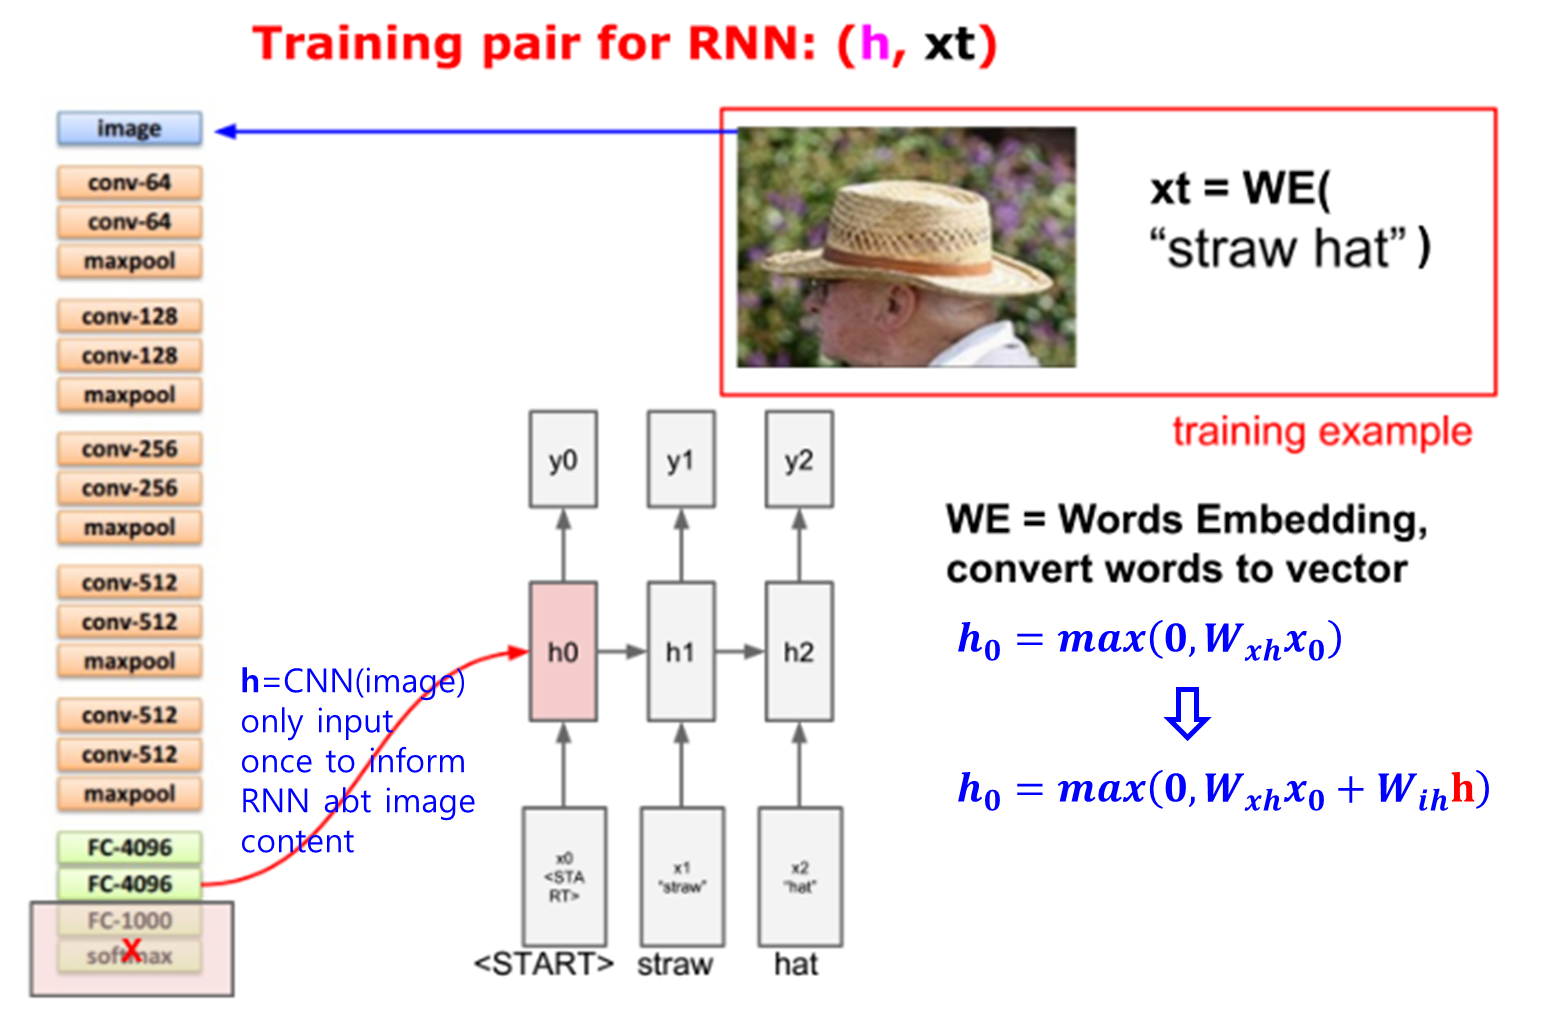 Training pair for RNN: (h, xt)
image
conv-64
conv-64
maxpool
conv-128
conv-128
maxpool
conv-256
conv-256
maxpool
conv-512
conv-512
maxpool
conv-512
conv-512
maxpool
FC-4096
FC-4096
FC-1000
softmax
X
h=CNN(image)
only input
once to inform
RNN abt image
content
y0
y1
y2
h0
h1
h2
x0
<STA
RT>
x1
"straw"
x2
"hat"
<START>
straw
hat
xt = WE(
“straw hat” )
training example
WE = Words Embedding,
convert words to vector
h₀ = max(0, Wₓₕx₀)
h₀ = max(0, Wₓₕx₀ + Wᵢₕh)